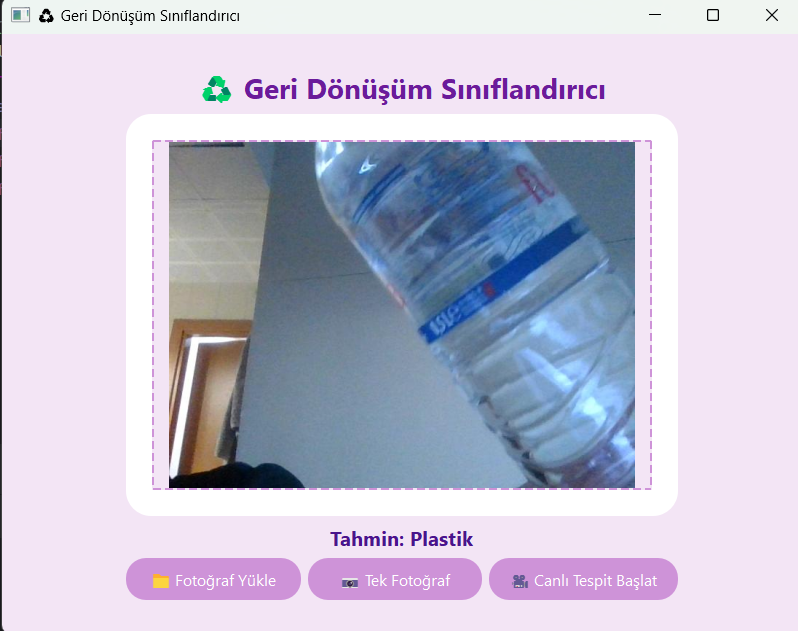 Geri Dönüşüm Sınıflandırıcı
Geri Dönüşüm Sınıflandırıcı
Tahmin: Plastik
Fotoğraf Yükle
Tek Fotoğraf
Canlı Tespit Başlat